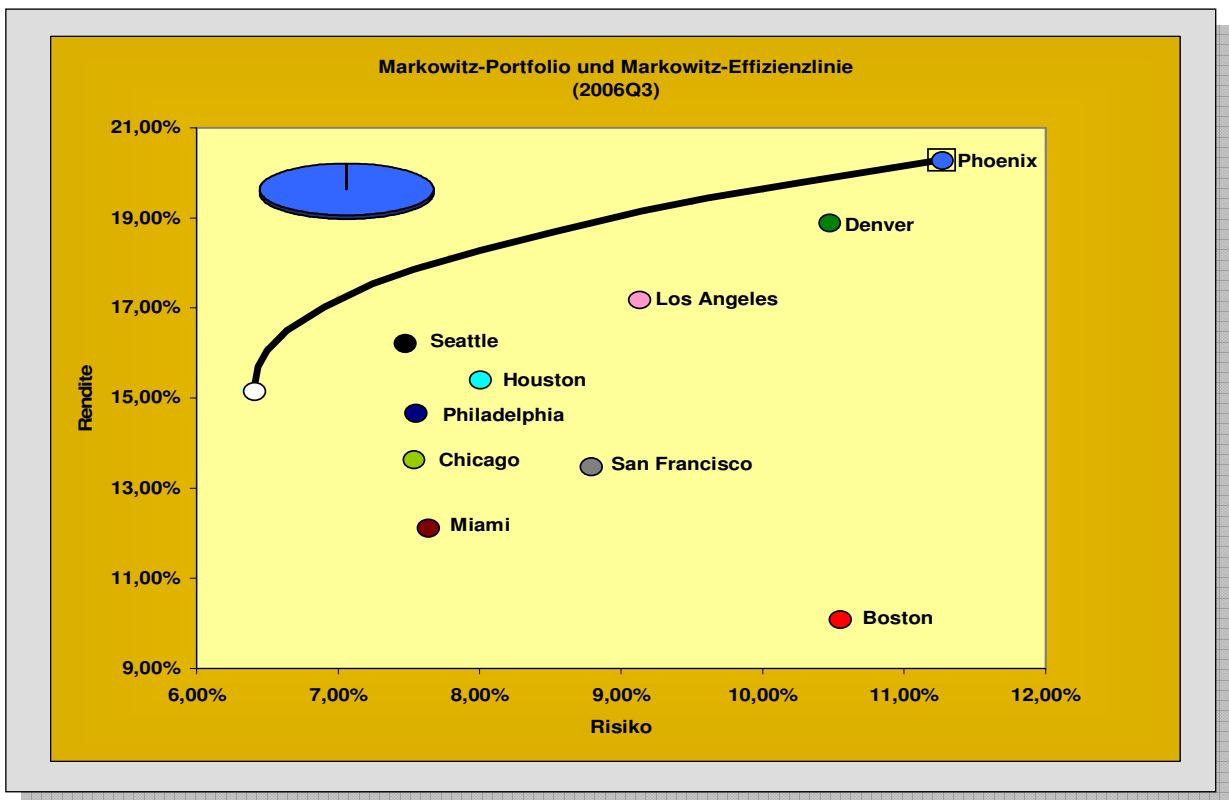 Markowitz-Portfolio und Markowitz-Effizienzlinie
(2006Q3)
21,00%
19,00%
17,00%
15,00%
13,00%
11,00%
9,00%
Rendite
Phoenix
Denver
Los Angeles
Seattle
Houston
Philadelphia
Chicago
San Francisco
Miami
Boston
6,00%
7,00%
8,00%
9,00%
10,00%
11,00%
12,00%
Risiko